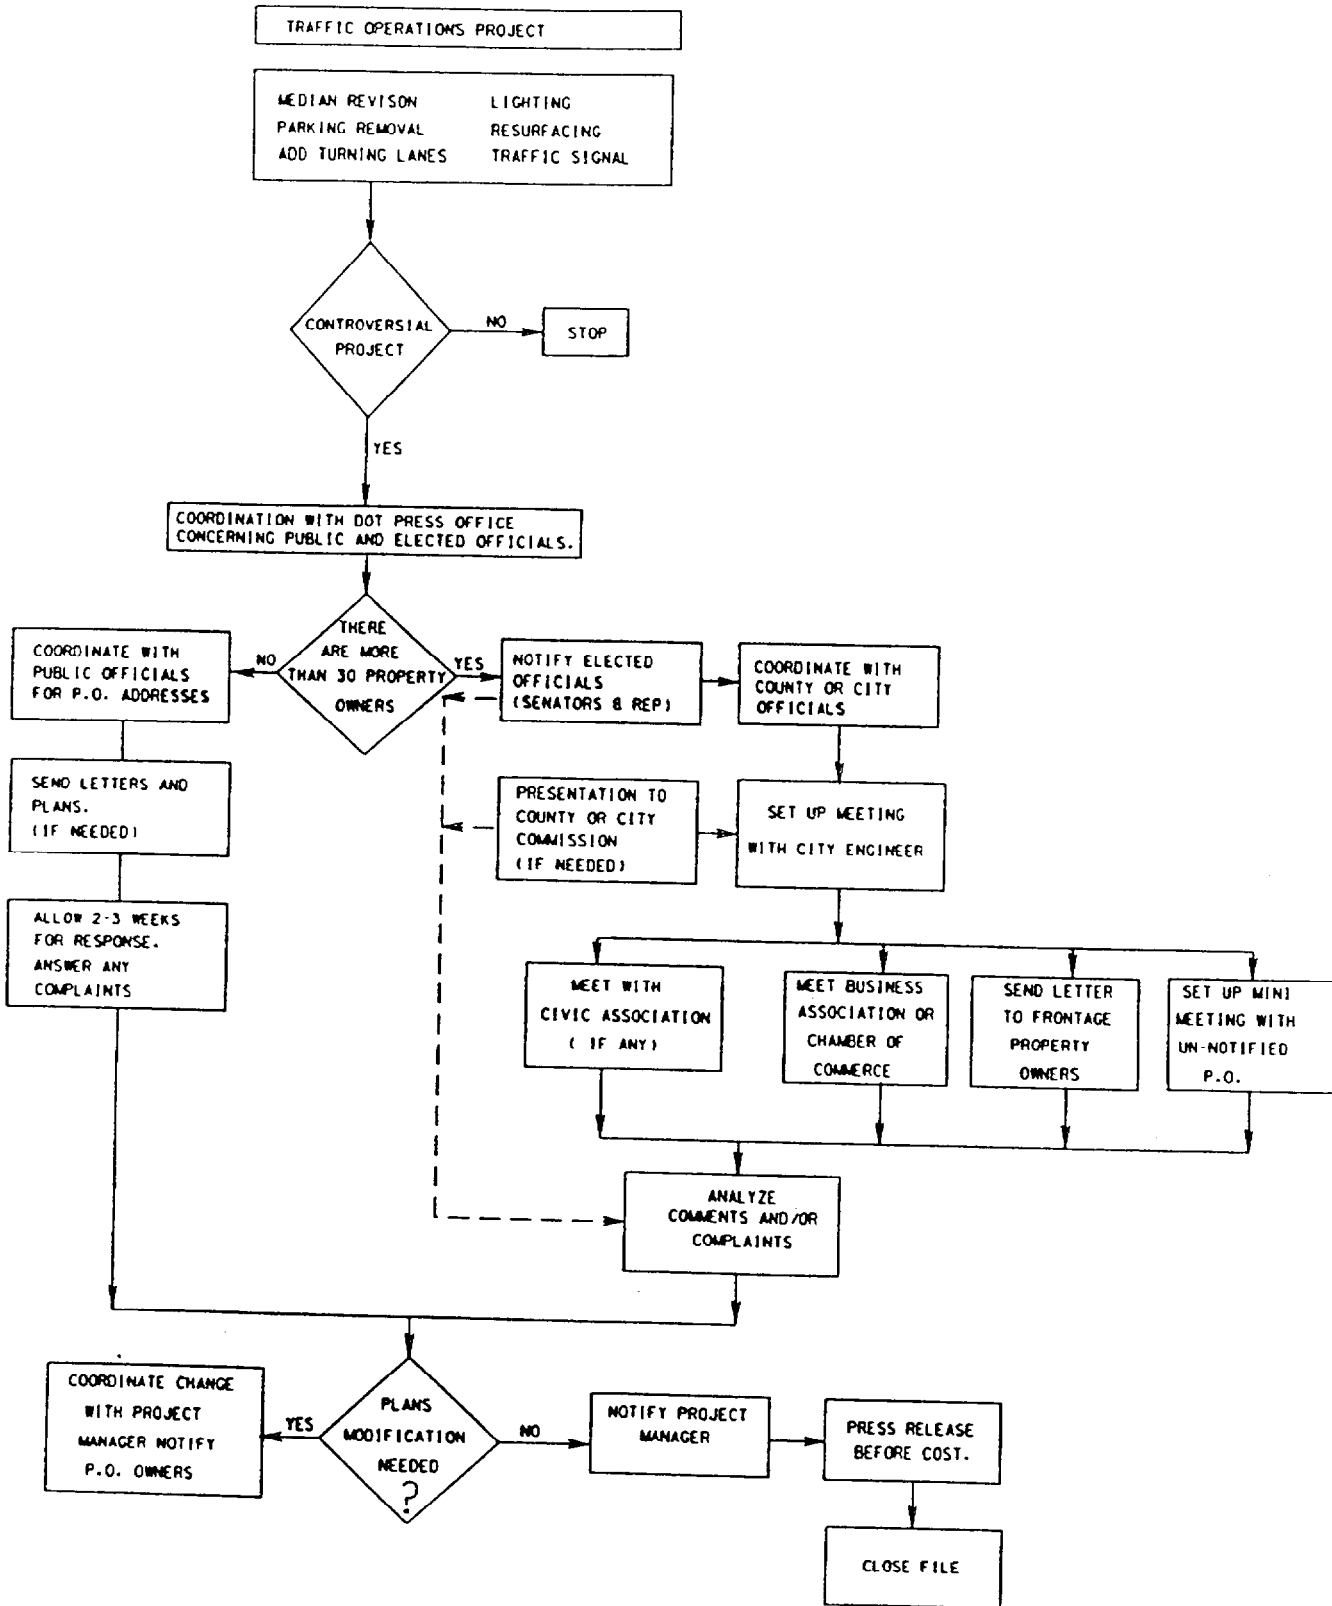 TRAFFIC OPERATIONS PROJECT
MEDIAN REVISON
PARKING REMOVAL
ADD TURNING LANES
LIGHTING
RESURFACING
TRAFFIC SIGNAL
CONTROVERSIAL
PROJECT
NO
STOP
YES
COORDINATION WITH DOT PRESS OFFICE
CONCERNING PUBLIC AND ELECTED OFFICIALS.
THERE
ARE MORE
THAN 30 PROPERTY
OWNERS
NO
COORDINATE WITH
PUBLIC OFFICIALS
FOR P.O. ADDRESSES
SEND LETTERS AND
PLANS.
(IF NEEDED)
ALLOW 2-3 WEEKS
FOR RESPONSE.
ANSWER ANY
COMPLAINTS
YES
NOTIFY ELECTED
OFFICIALS
(SENATORS & REP)
COORDINATE WITH
COUNTY OR CITY
OFFICIALS
PRESENTATION TO
COUNTY OR CITY
COMMISSION
(IF NEEDED)
SET UP MEETING
WITH CITY ENGINEER
MEET WITH
CIVIC ASSOCIATION
( IF ANY)
MEET BUSINESS
ASSOCIATION OR
CHAMBER OF
COMMERCE
SEND LETTER
TO FRONTAGE
PROPERTY
OWNERS
SET UP MINI
MEETING WITH
UN-NOTIFIED
P.O.
ANALYZE
COMMENTS AND/OR
COMPLAINTS
PLANS
MODIFICATION
NEEDED
?
YES
COORDINATE CHANGE
WITH PROJECT
MANAGER NOTIFY
P.O. OWNERS
NO
NOTIFY PROJECT
MANAGER
PRESS RELEASE
BEFORE COST.
CLOSE FILE